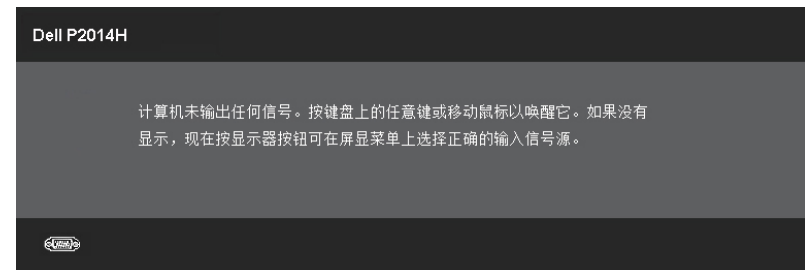 Dell P2014H
计算机未输出任何信号。按键盘上的任意键或移动鼠标以唤醒它。如果没有
显示，现在按显示器按钮可在屏显菜单上选择正确的输入信号源。